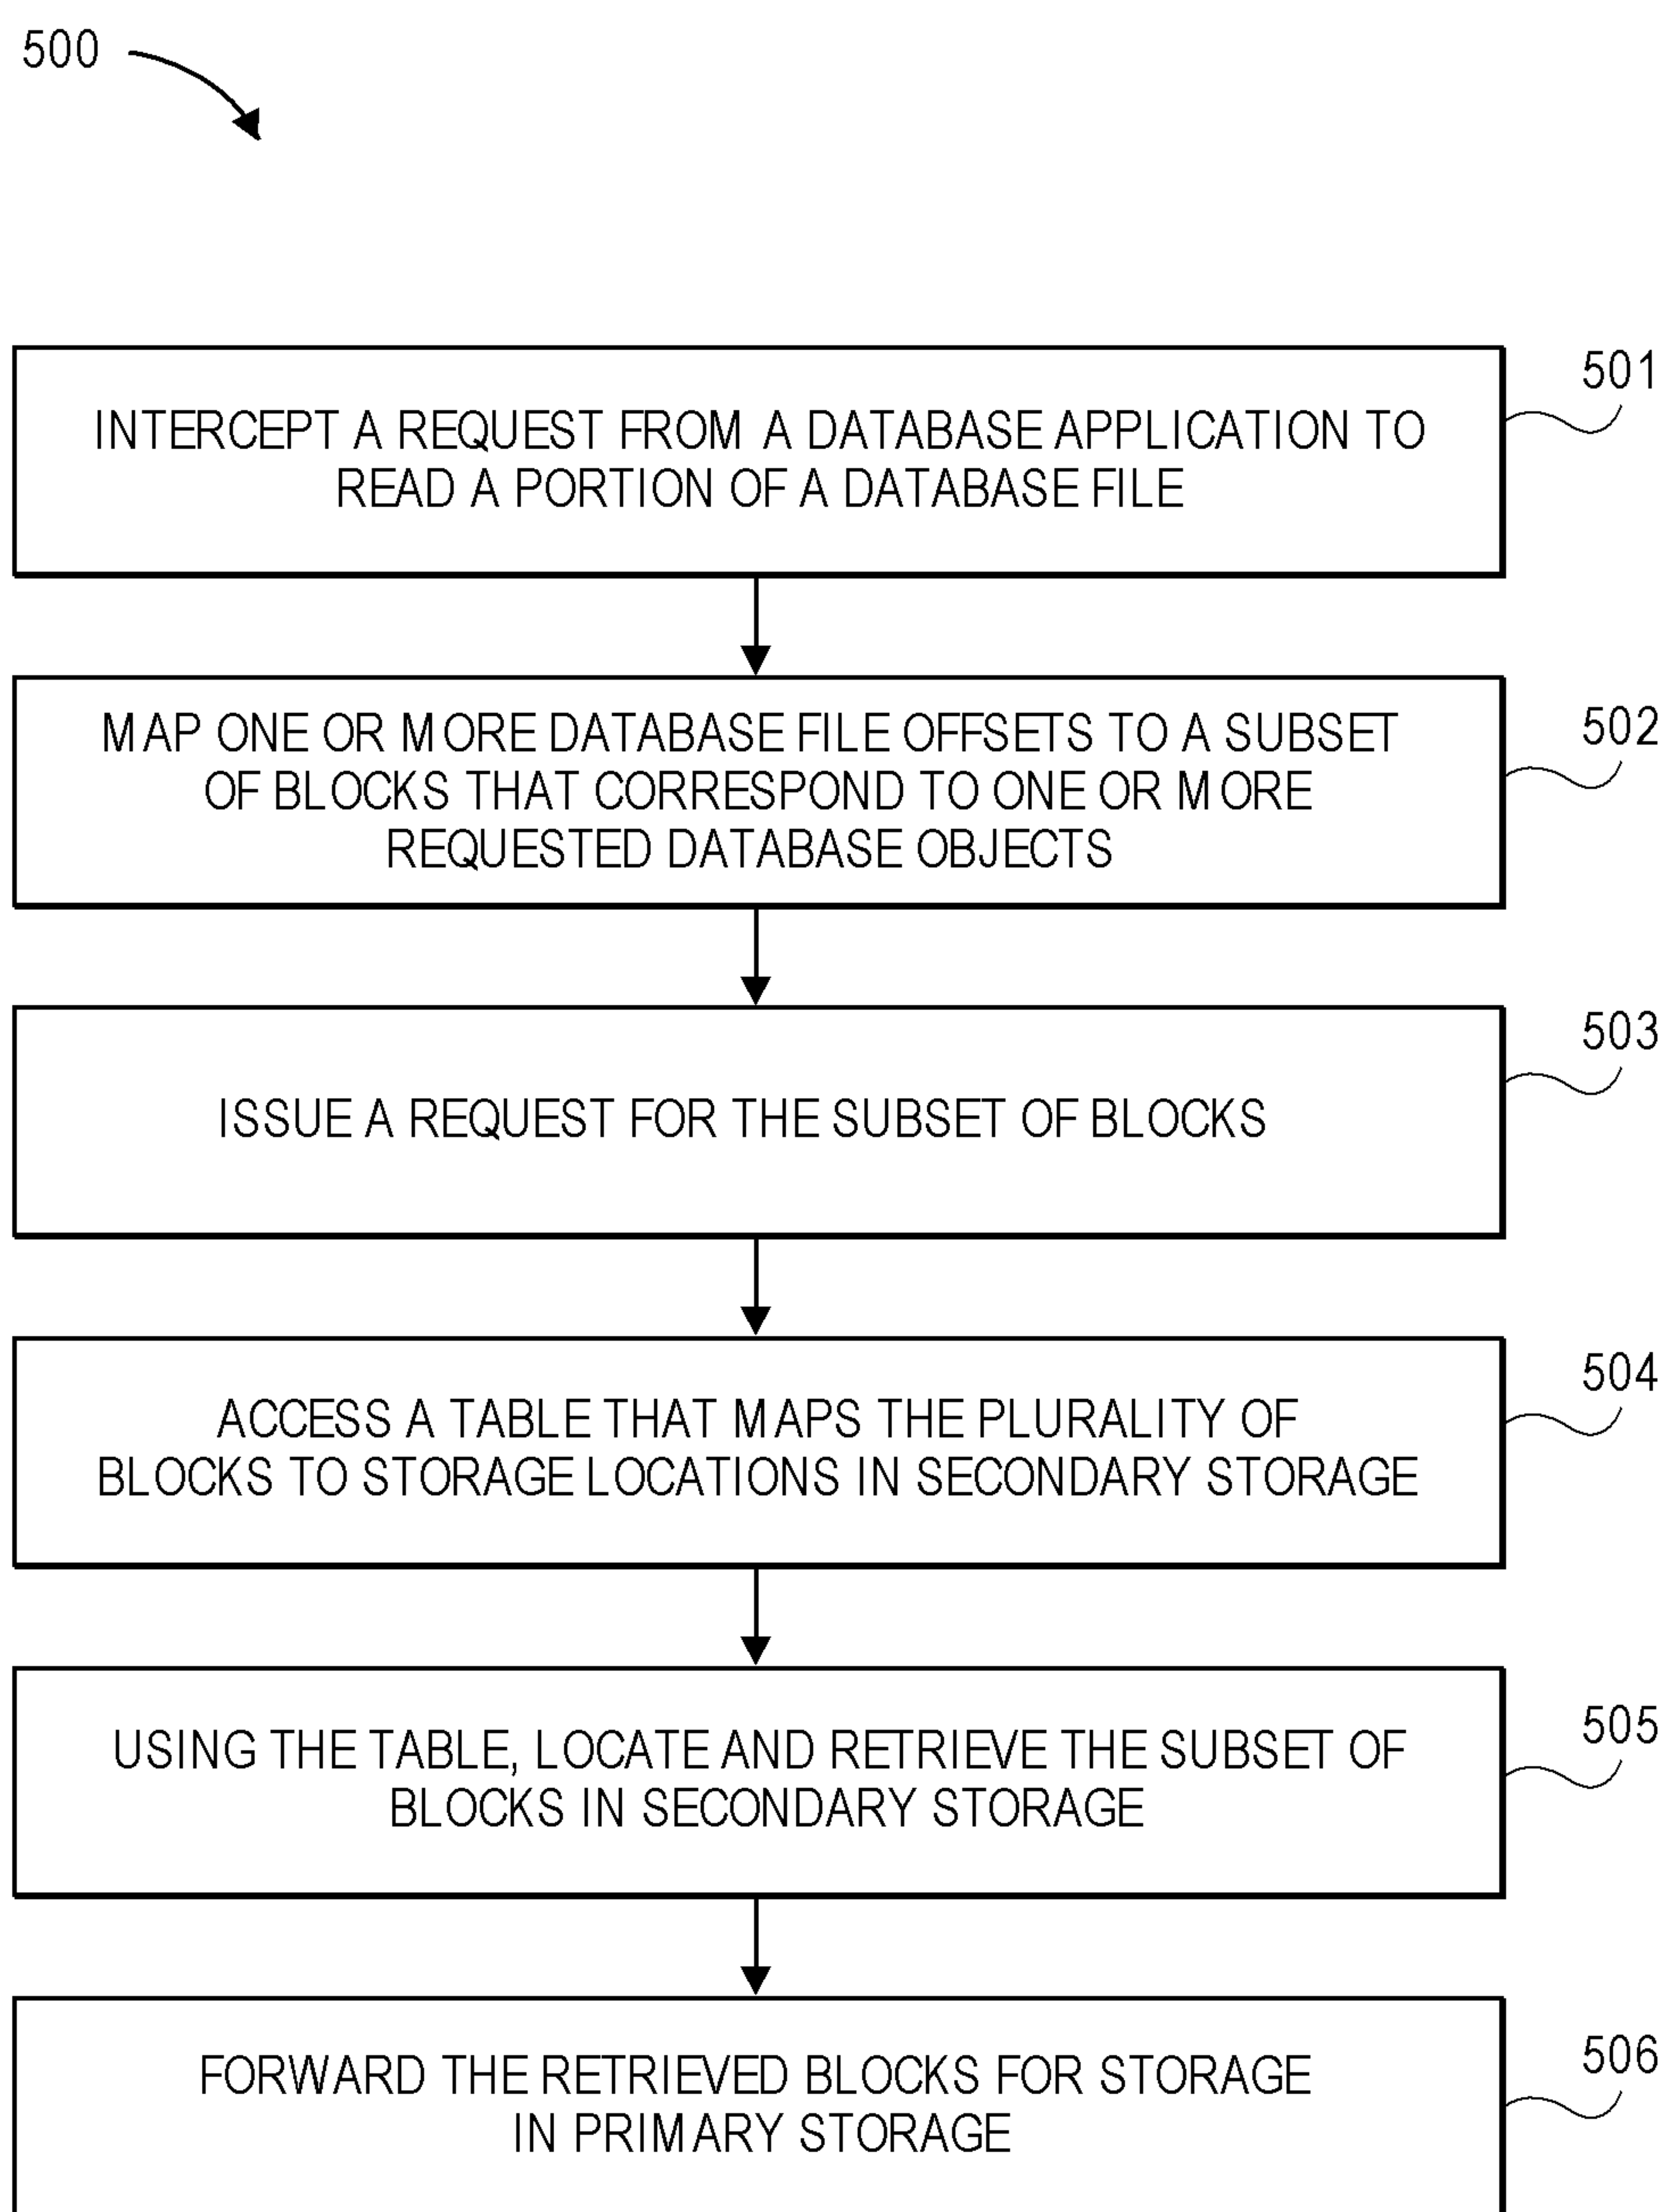 500
501
INTERCEPT A REQUEST FROM A DATABASE APPLICATION TO
READ A PORTION OF A DATABASE FILE
502
MAP ONE OR MORE DATABASE FILE OFFSETS TO A SUBSET
OF BLOCKS THAT CORRESPOND TO ONE OR MORE
REQUESTED DATABASE OBJECTS
503
ISSUE A REQUEST FOR THE SUBSET OF BLOCKS
504
ACCESS A TABLE THAT MAPS THE PLURALITY OF
BLOCKS TO STORAGE LOCATIONS IN SECONDARY STORAGE
505
USING THE TABLE, LOCATE AND RETRIEVE THE SUBSET OF
BLOCKS IN SECONDARY STORAGE
506
FORWARD THE RETRIEVED BLOCKS FOR STORAGE
IN PRIMARY STORAGE